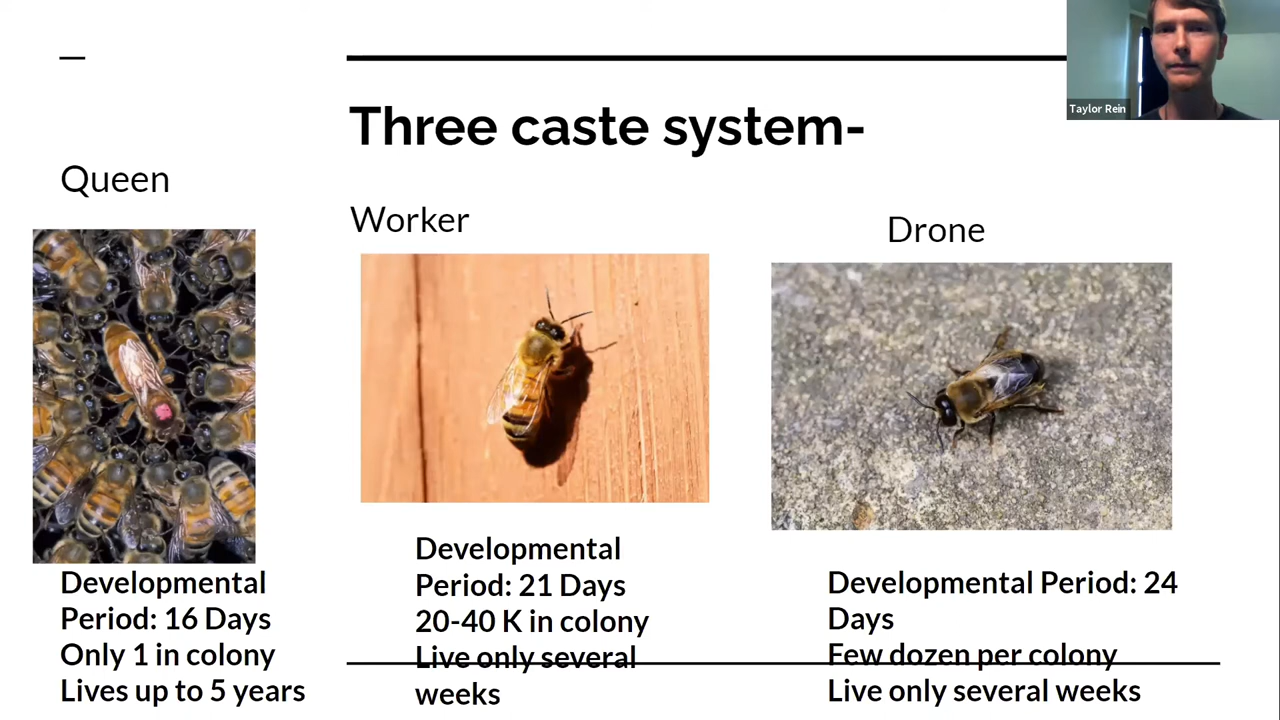 Three caste system-
Taylor Rein
Queen
Worker
Drone
Developmental
Period: 16 Days
Only 1 in colony
Lives up to 5 years
Developmental
Period: 21 Days
20-40 K in colony
Live only several
weeks
Developmental Period: 24
Days
Few dozen per colony
Live only several weeks